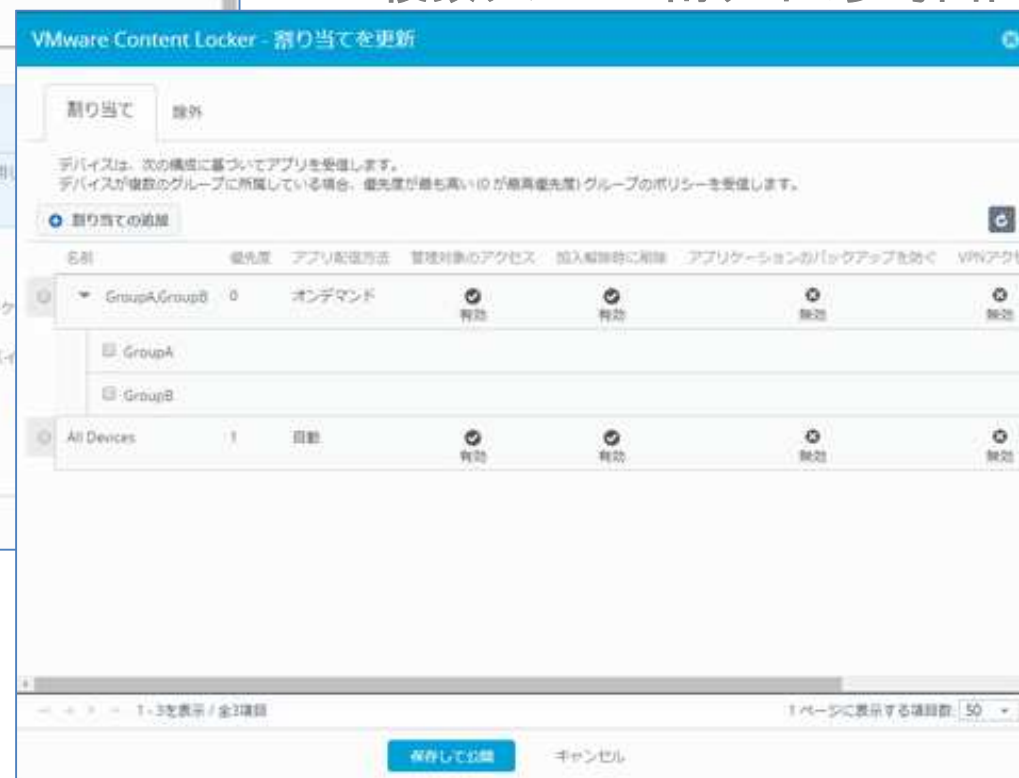 VMware Content Locker - 割り当てを更新
割り当て 除外
デバイスは、次の構成に基づいてアプリを受信します。
デバイスが複数のグループに所属している場合、優先度が最も高い (0 が最高優先度) グループのポリシーを受信します。
割り当ての追加
名前 優先度 アプリ配信方法 管理対象のアクセス 加入解除時に削除 アプリケーションのバックアップを防ぐ VPNアクセ
GroupA,GroupB 0 オンデマンド 有効 有効 無効 無効
GroupA
GroupB
All Devices 1 自動 有効 有効 無効 無効
1 - 3を表示 / 全3項目 1 ページに表示する項目数: 50
保存して公開 キャンセル